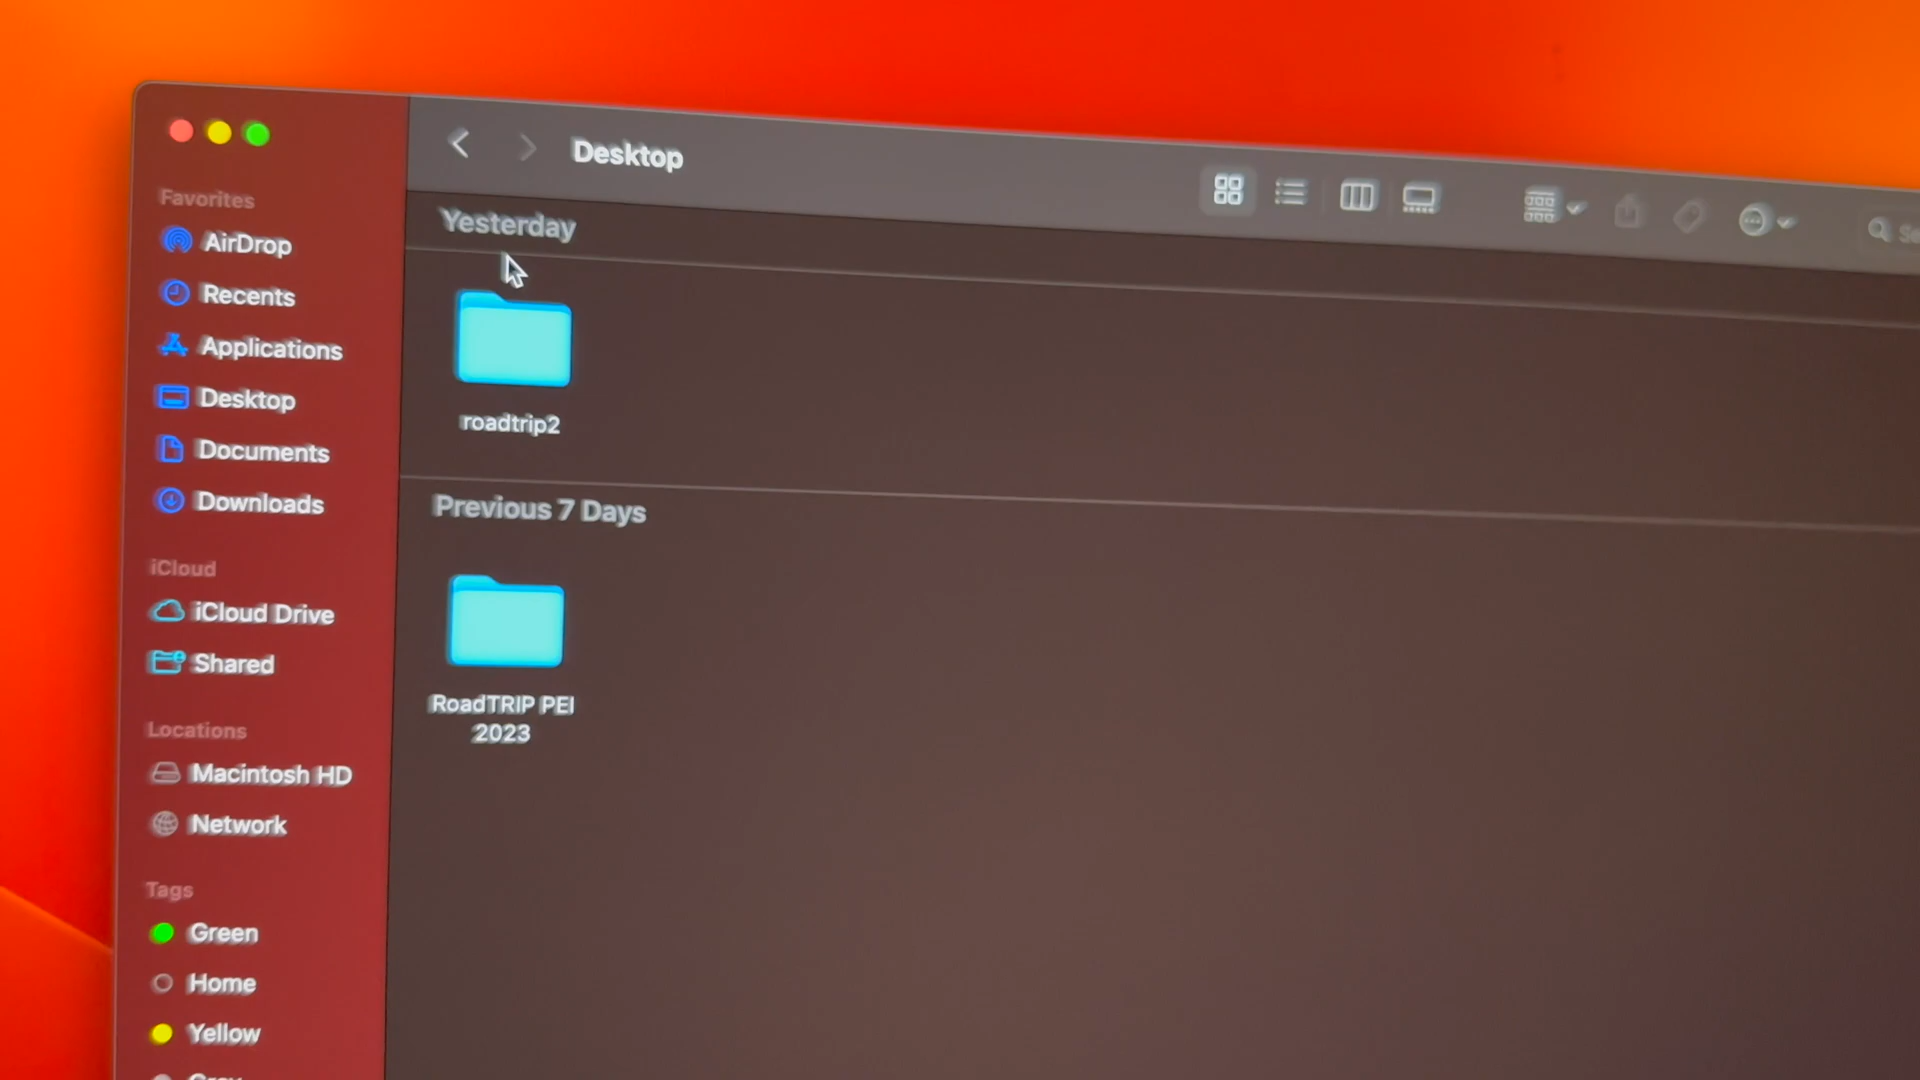 Desktop
Favorites
AirDrop
Recents
Applications
Desktop
Documents
Downloads
iCloud
iCloud Drive
Shared
Locations
Macintosh HD
Network
Tags
Green
Home
Yellow
Yesterday
roadtrip2
Previous 7 Days
RoadTRIP PEI
2023